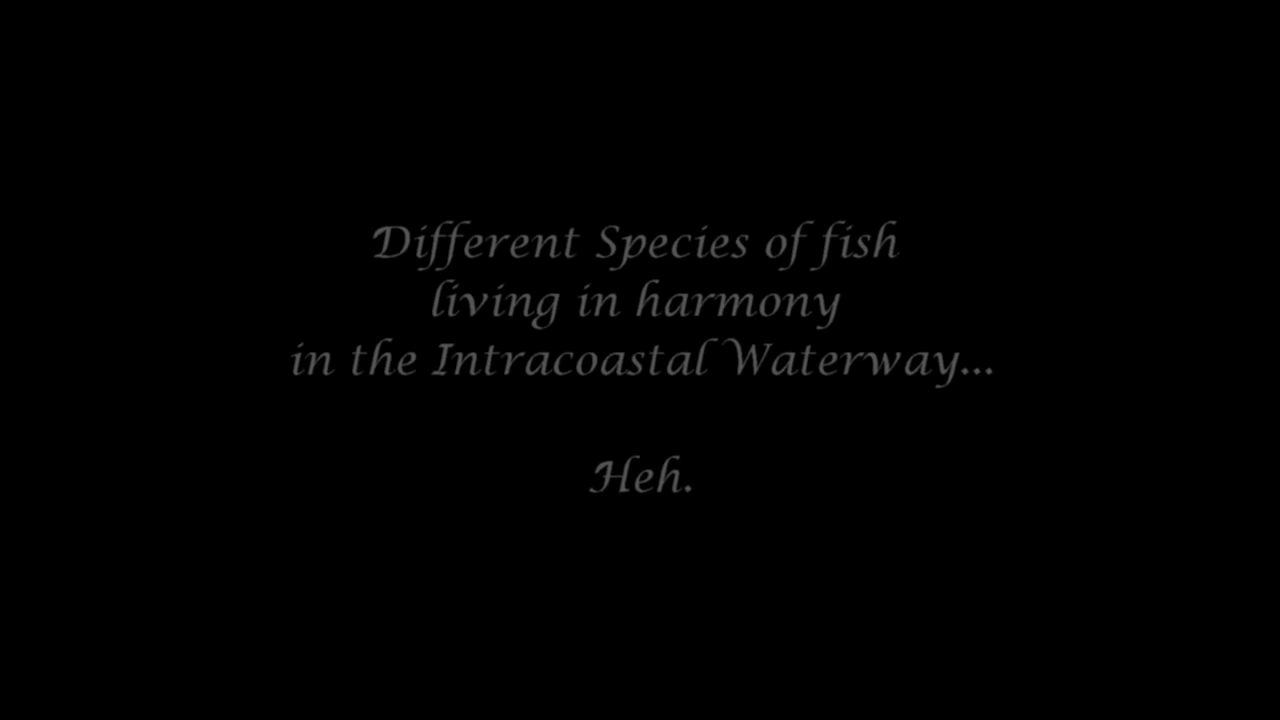 Different Species of fish
living in harmony
in the Intracoastal Waterway...
Heh.